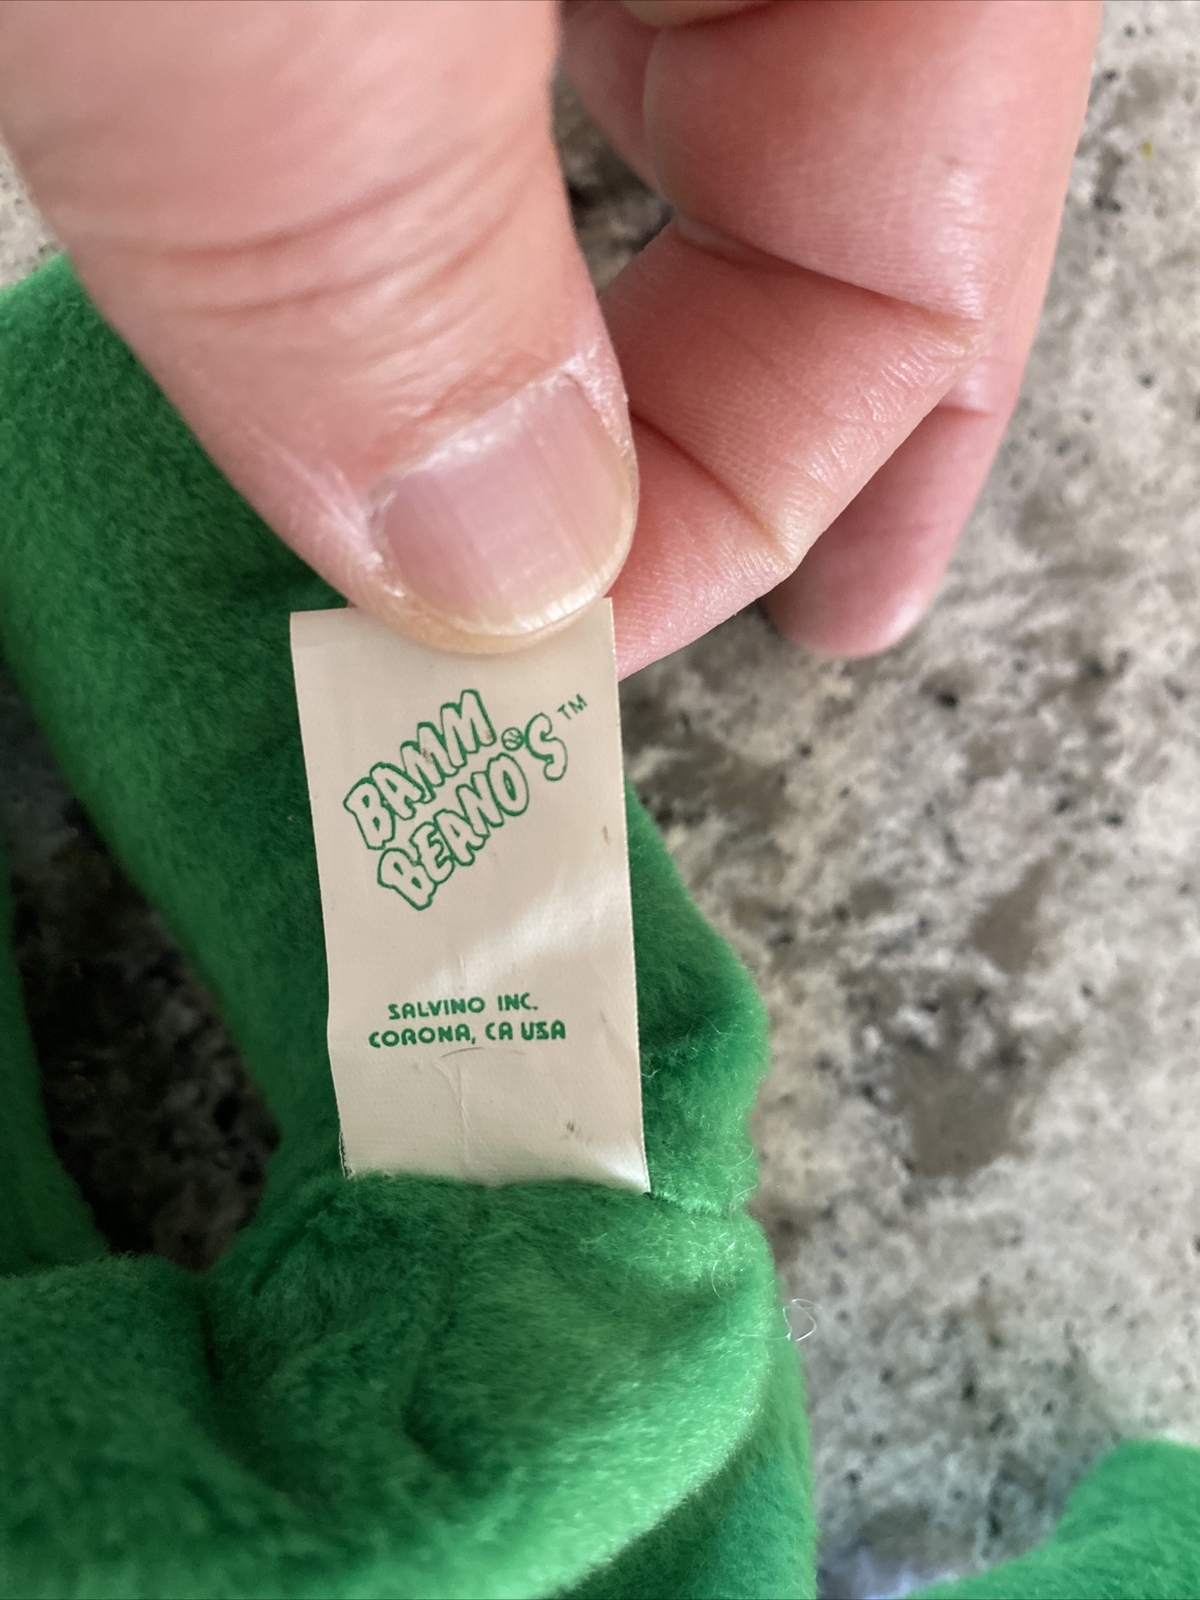 BAMM
BEANO'S™
SALVINO INC.
CORONA, CA USA